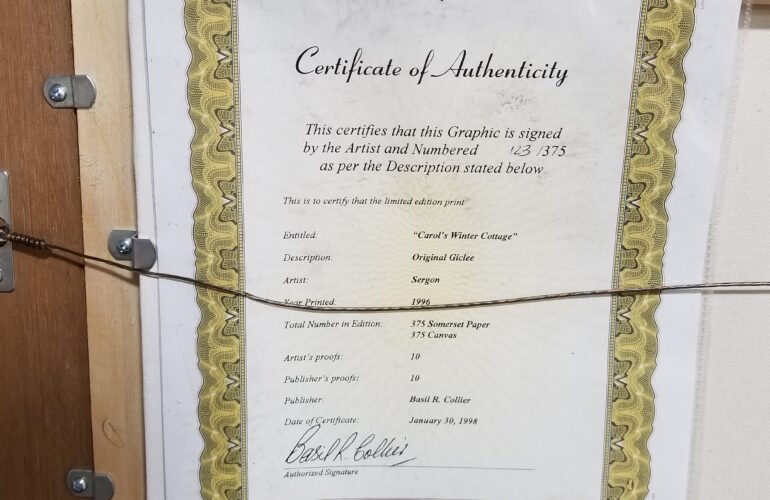 Certificate of Authenticity
This certifies that this Graphic is signed
by the Artist and Numbered 123/375
as per the Description stated below
This is to certify that the limited edition print
Entitled: "Carol's Winter Cottage"
Description: Original Giclee
Artist: Sergon
Year Printed: 1996
Total Number in Edition: 375 Somerset Paper
375 Canvas
Artist's proofs: 10
Publisher's proofs: 10
Publisher: Basil R. Collier
Date of Certificate: January 30, 1998
Basil R. Collier
Authorized Signature